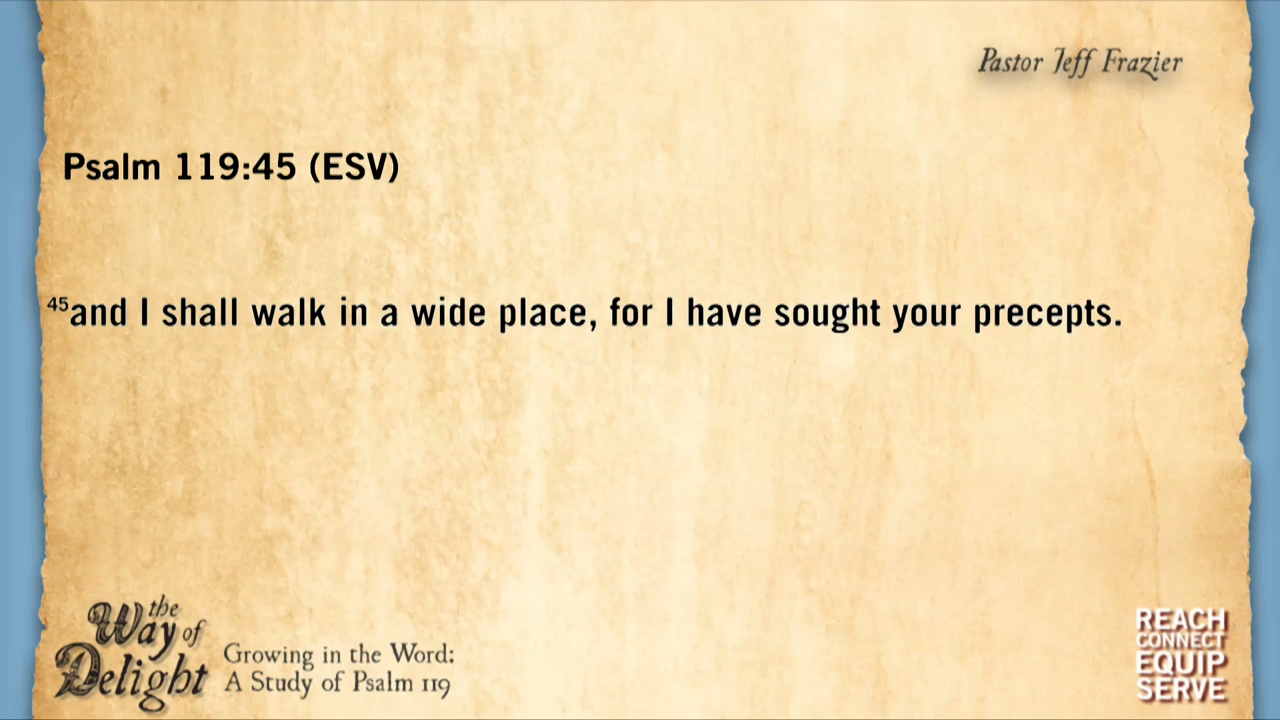 Pastor Jeff Frazier
Psalm 119:45 (ESV)
45and I shall walk in a wide place, for I have sought your precepts.
the
Way of
Delight
Growing in the Word:
A Study of Psalm 119
REACH
CONNECT
EQUIP
SERVE